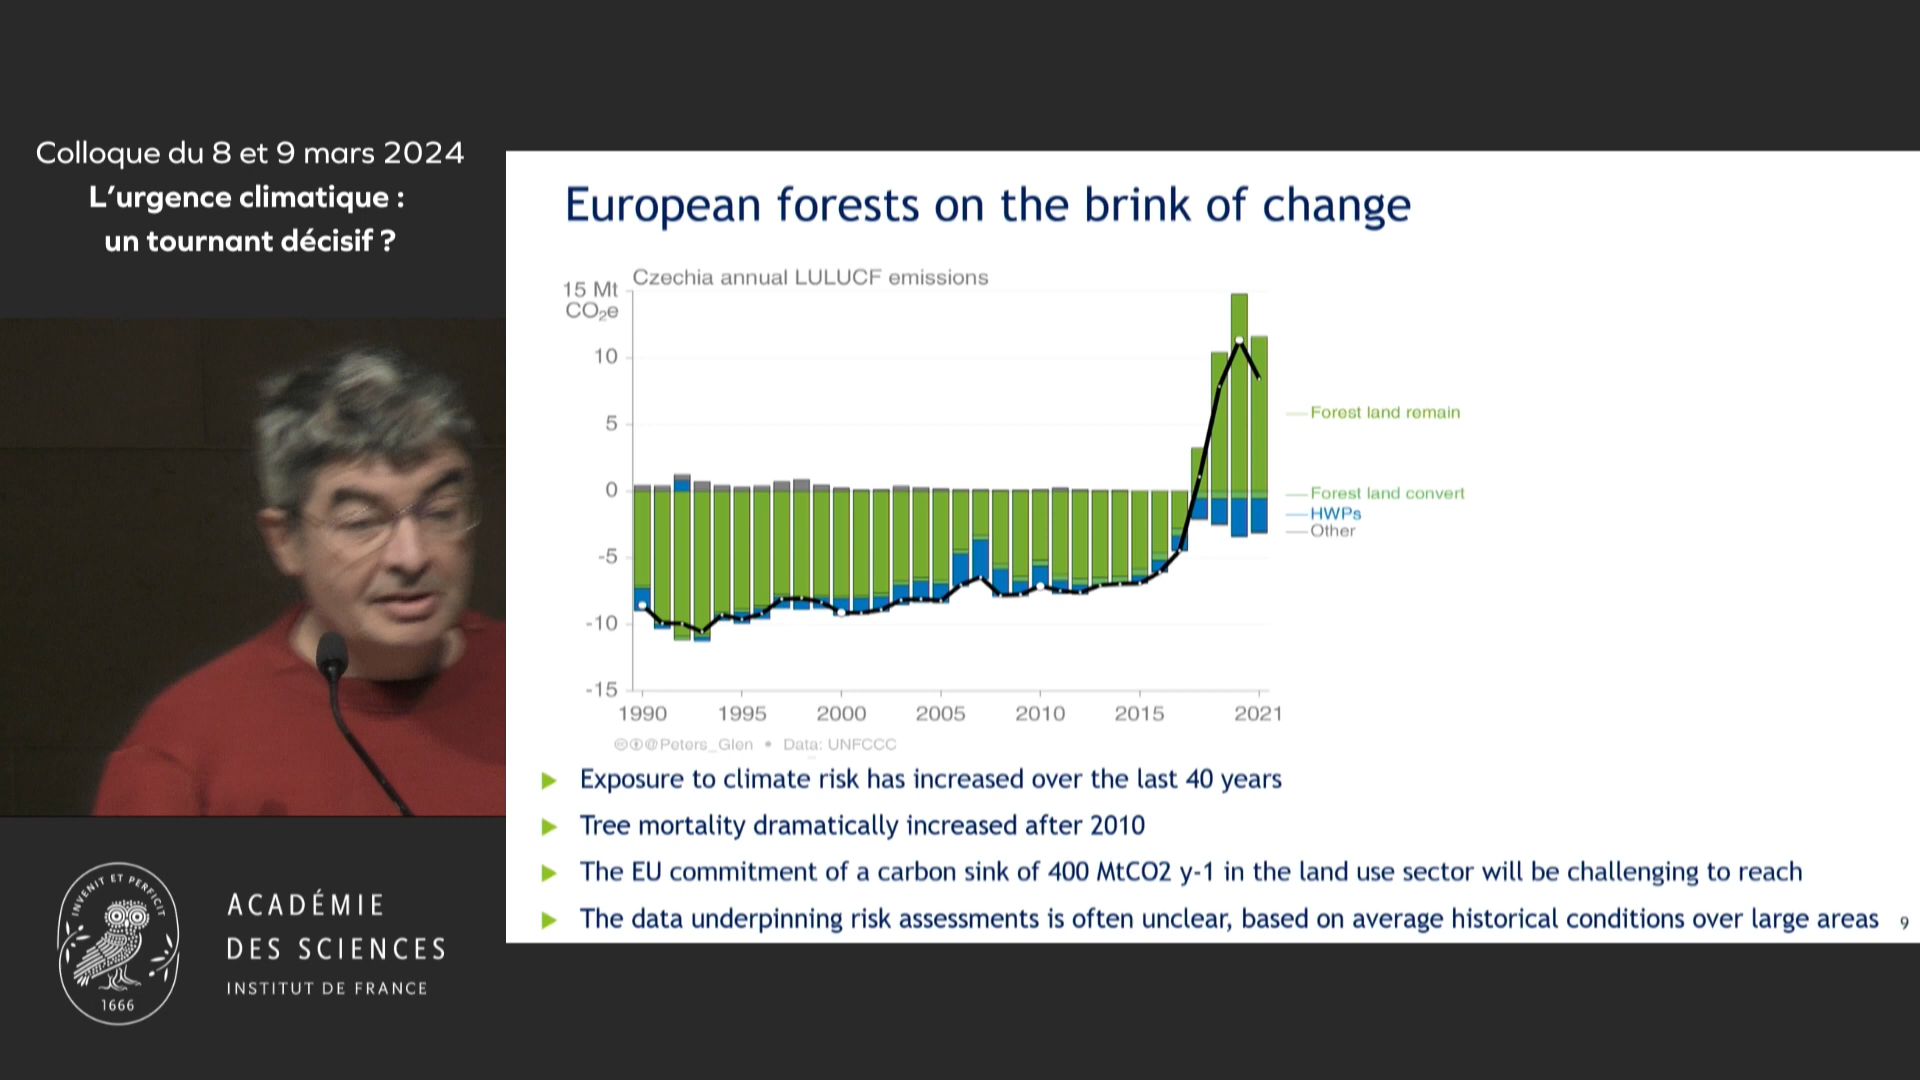 Colloque du 8 et 9 mars 2024
L'urgence climatique :
un tournant décisif ?
European forests on the brink of change
Czechia annual LULUCF emissions
15 Mt
CO₂e
10
5
0
-5
-10
-15
1990 1995 2000 2005 2010 2015 2021
Forest land remain
Forest land convert
HWPs
Other
@Peters_Glen • Data: UNFCCC
Exposure to climate risk has increased over the last 40 years
Tree mortality dramatically increased after 2010
The EU commitment of a carbon sink of 400 MtCO2 y-1 in the land use sector will be challenging to reach
The data underpinning risk assessments is often unclear, based on average historical conditions over large areas
9
INVENIT ET PERFICIT
1666
ACADÉMIE
DES SCIENCES
INSTITUT DE FRANCE